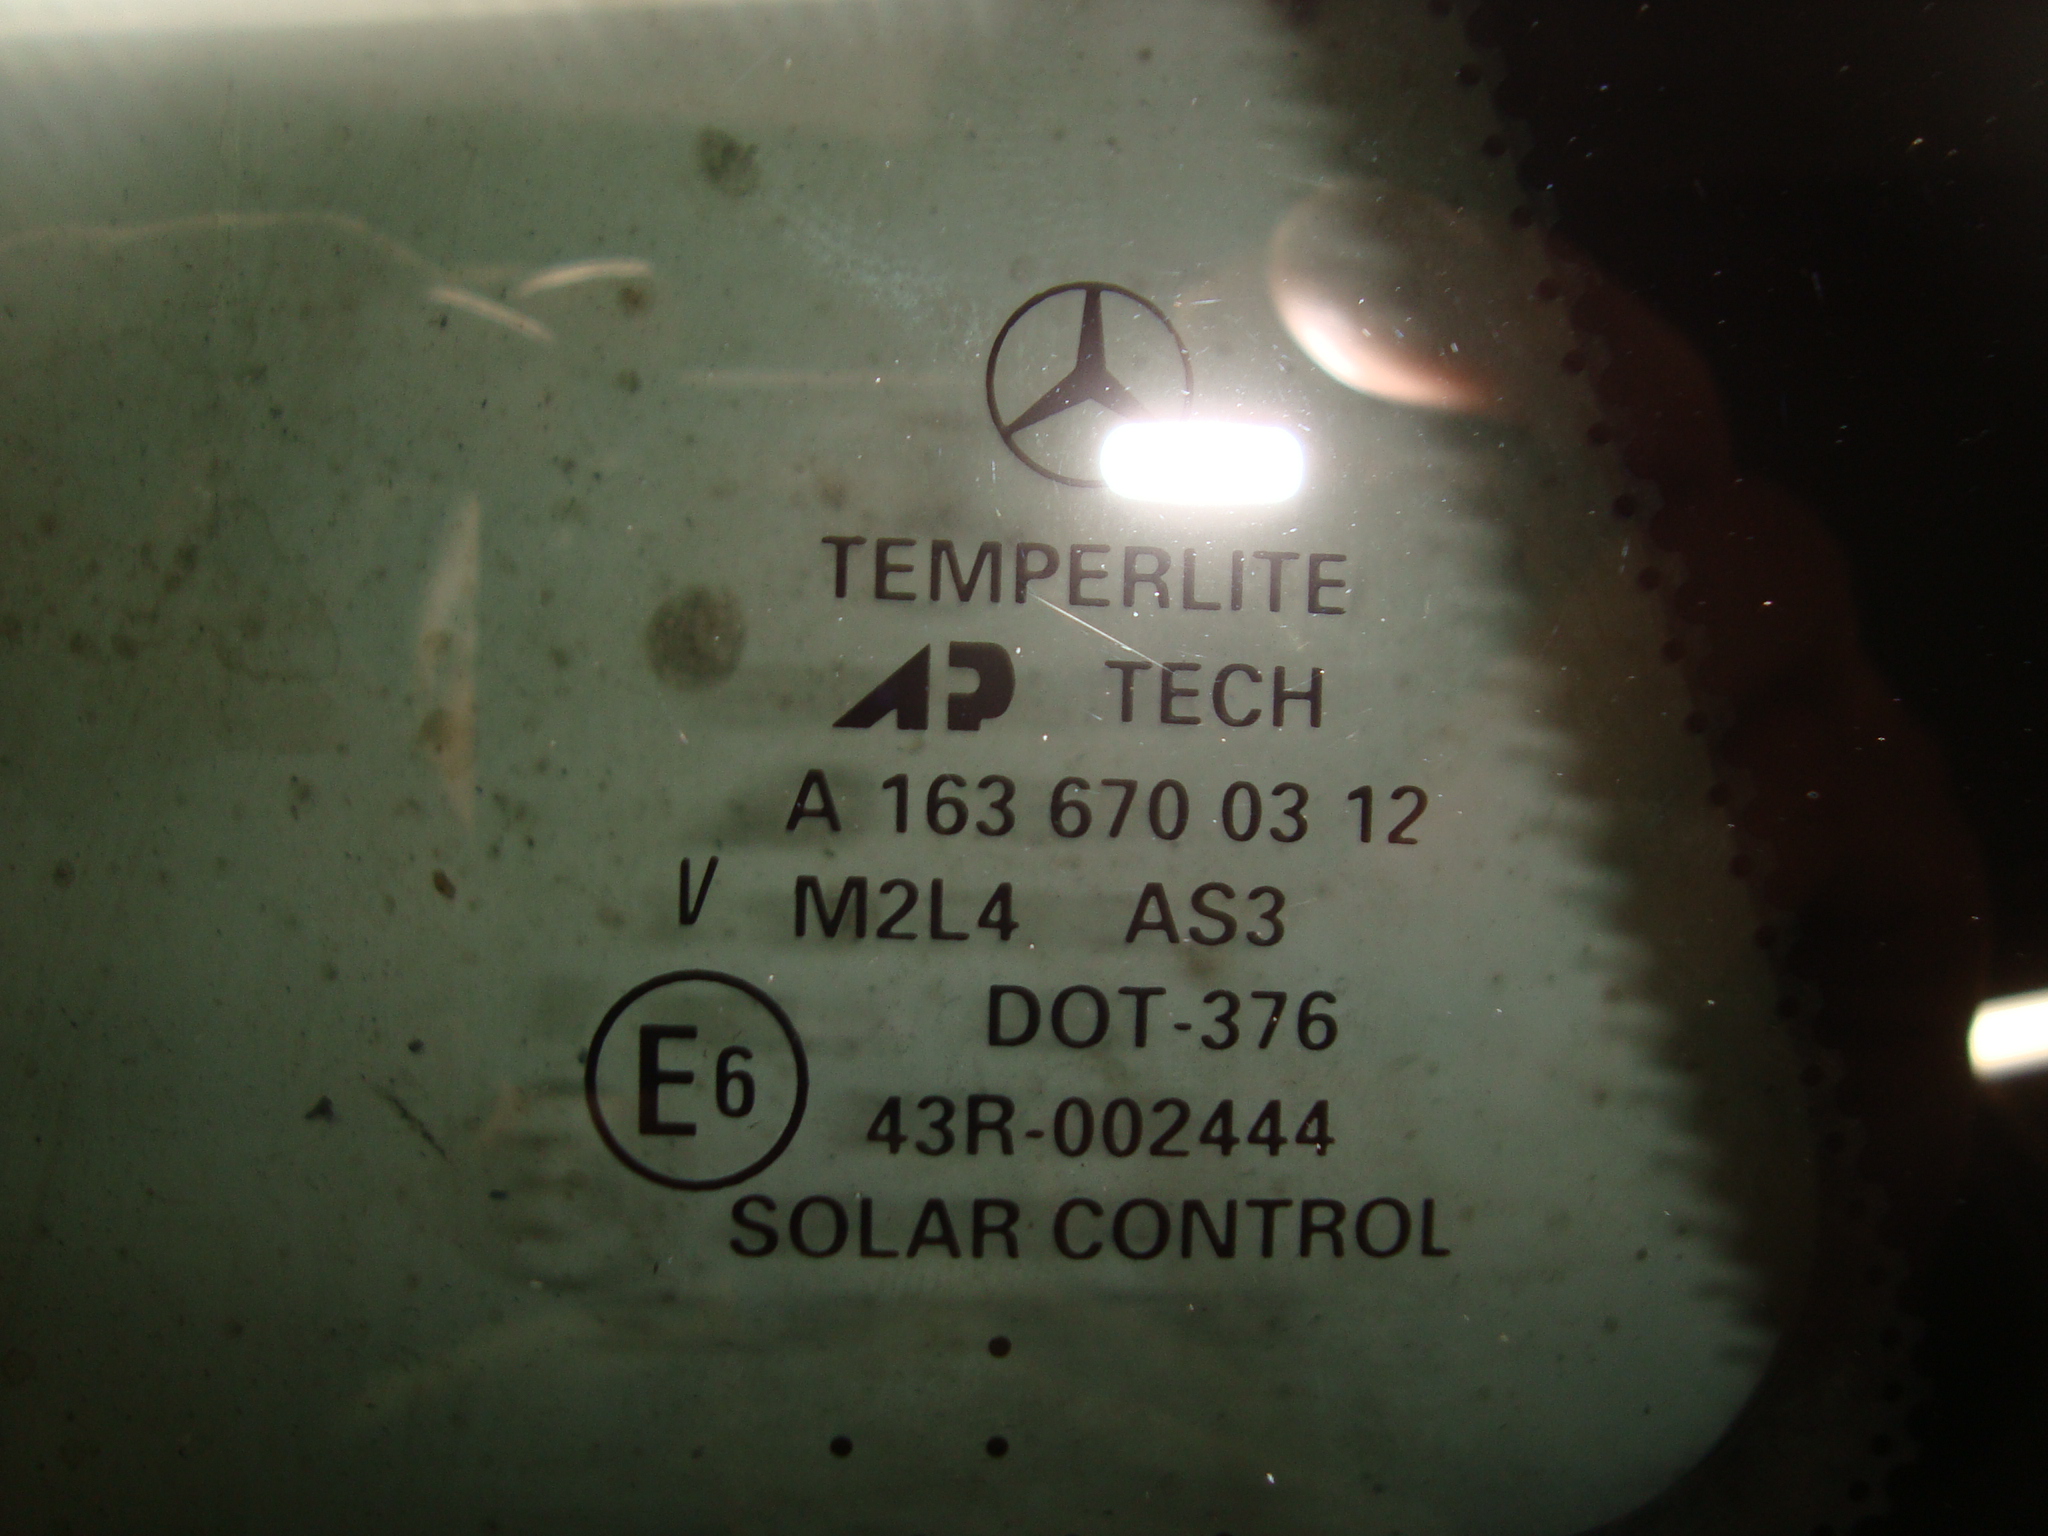 TEMPERLITE
AP TECH
A 163 670 03 12
V M2L4 AS3
DOT-376
E6 43R-002444
SOLAR CONTROL